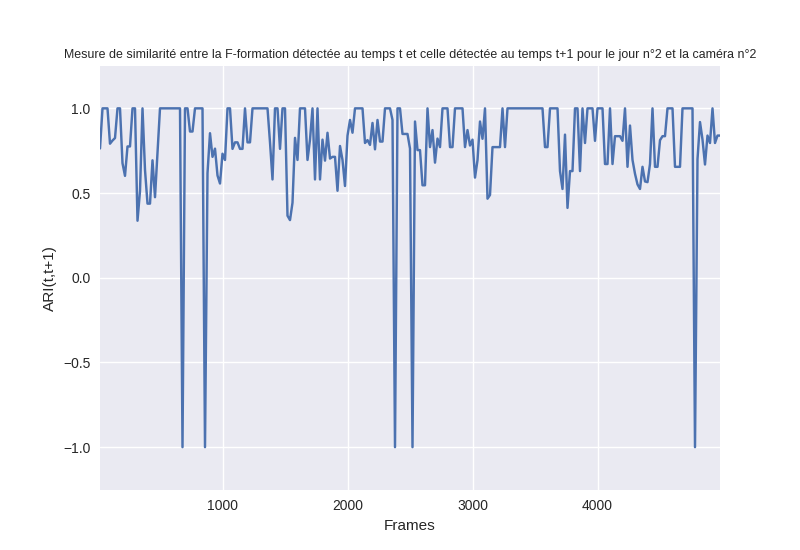 Mesure de similarité entre la F-formation détectée au temps t et celle détectée au temps t+1 pour le jour n°2 et la caméra n°2
1.0
0.5
0.0
−0.5
−1.0
ARI(t,t+1)
1000 2000 3000 4000
Frames